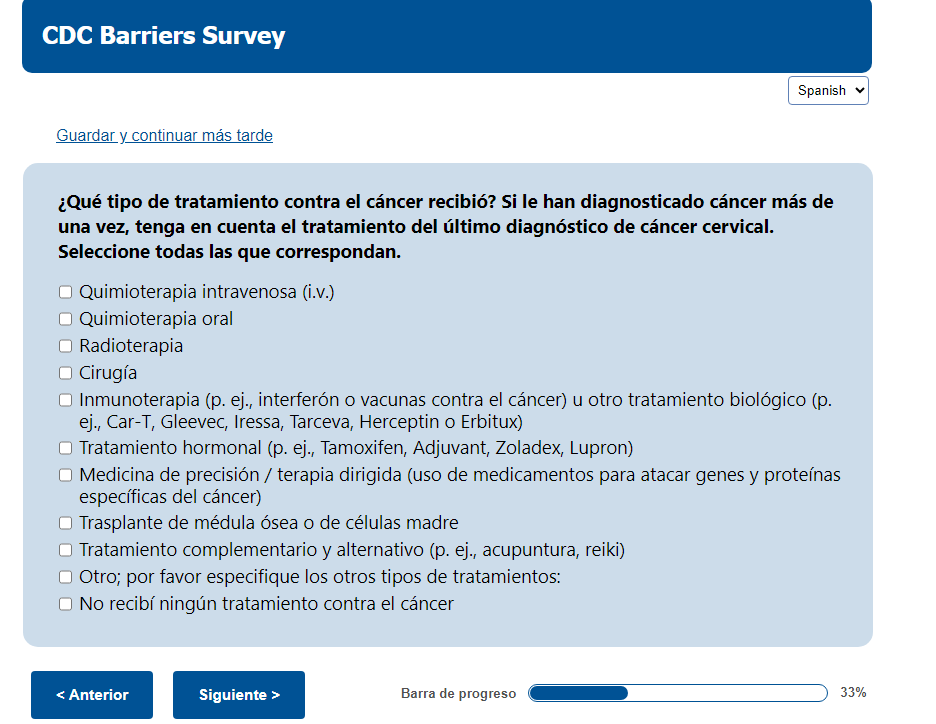 CDC Barriers Survey
Spanish
Guardar y continuar más tarde
¿Qué tipo de tratamiento contra el cáncer recibió? Si le han diagnosticado cáncer más de
una vez, tenga en cuenta el tratamiento del último diagnóstico de cáncer cervical.
Seleccione todas las que correspondan.
Quimioterapia intravenosa (i.v.)
Quimioterapia oral
Radioterapia
Cirugía
Inmunoterapia (p. ej., interferón o vacunas contra el cáncer) u otro tratamiento biológico (p.
ej., Car-T, Gleevec, Iressa, Tarceva, Herceptin o Erbitux)
Tratamiento hormonal (p. ej., Tamoxifen, Adjuvant, Zoladex, Lupron)
Medicina de precisión / terapia dirigida (uso de medicamentos para atacar genes y proteínas
específicas del cáncer)
Trasplante de médula ósea o de células madre
Tratamiento complementario y alternativo (p. ej., acupuntura, reiki)
Otro; por favor especifique los otros tipos de tratamientos:
No recibí ningún tratamiento contra el cáncer
< Anterior
Siguiente >
Barra de progreso
33%